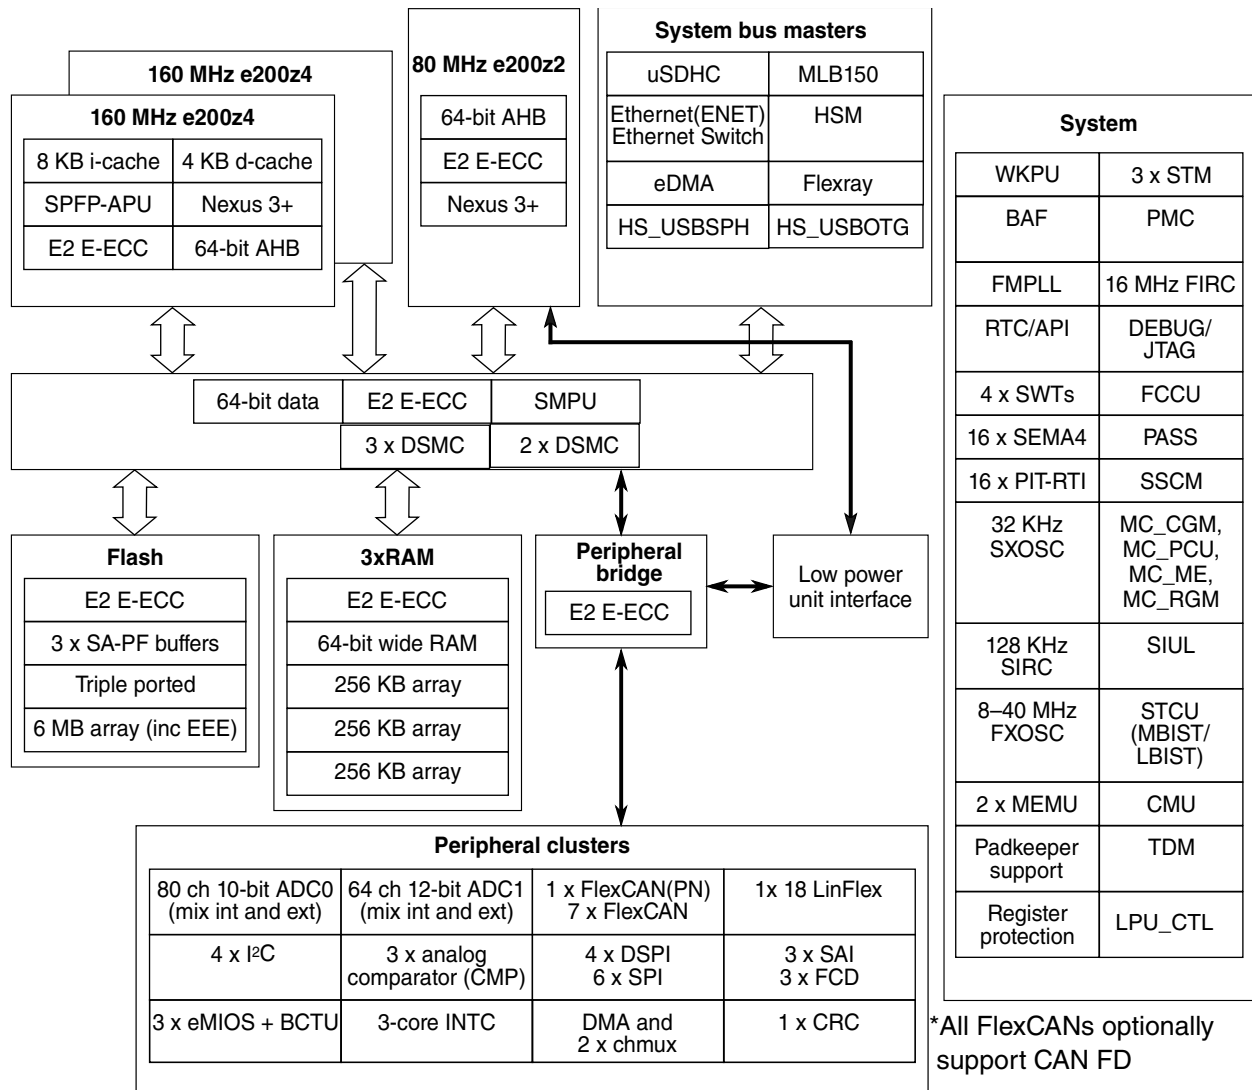 160 MHz e200z4
160 MHz e200z4
8 KB i-cache
4 KB d-cache
SPFP-APU
Nexus 3+
E2 E-ECC
64-bit AHB
80 MHz e200z2
64-bit AHB
E2 E-ECC
Nexus 3+
System bus masters
uSDHC
MLB150
Ethernet(ENET)
Ethernet Switch
HSM
eDMA
Flexray
HS_USBSPH
HS_USBOTG
64-bit data
E2 E-ECC
SMPU
3 x DSMC
2 x DSMC
Flash
E2 E-ECC
3 x SA-PF buffers
Triple ported
6 MB array (inc EEE)
3xRAM
E2 E-ECC
64-bit wide RAM
256 KB array
256 KB array
256 KB array
Peripheral
bridge
E2 E-ECC
Low power
unit interface
Peripheral clusters
80 ch 10-bit ADC0
(mix int and ext)
64 ch 12-bit ADC1
(mix int and ext)
1 x FlexCAN(PN)
7 x FlexCAN
1x 18 LinFlex
4 x I²C
3 x analog
comparator (CMP)
4 x DSPI
6 x SPI
3 x SAI
3 x FCD
3 x eMIOS + BCTU
3-core INTC
DMA and
2 x chmux
1 x CRC
System
WKPU
3 x STM
BAF
PMC
FMPLL
16 MHz FIRC
RTC/API
DEBUG/
JTAG
4 x SWTs
FCCU
16 x SEMA4
PASS
16 x PIT-RTI
SSCM
32 KHz
SXOSC
MC_CGM,
MC_PCU,
MC_ME,
MC_RGM
128 KHz
SIRC
SIUL
8–40 MHz
FXOSC
STCU
(MBIST/
LBIST)
2 x MEMU
CMU
Padkeeper
support
TDM
Register
protection
LPU_CTL
*All FlexCANs optionally
support CAN FD